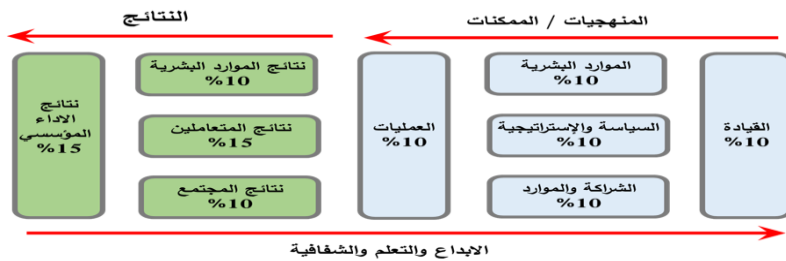 المنهجيات / الممكنات
النتائج
القيادة
%10
الموارد البشرية
%10
السياسة والإستراتيجية
%10
الشراكة والموارد
%10
العمليات
%10
نتائج الموارد البشرية
%10
نتائج المتعاملين
%15
نتائج المجتمع
%10
نتائج
الاداء
المؤسسي
%15
الابداع والتعلم والشفافية